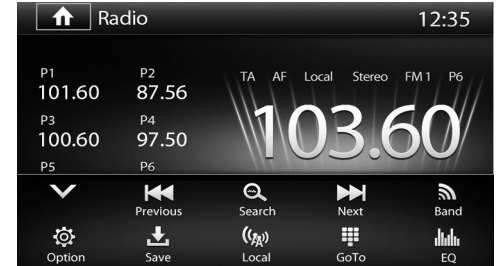 Radio 12:35
P1 P2
101.60 87.56
P3 P4
100.60 97.50
P5 P6
TA AF Local Stereo FM 1 P6
103.60
Previous Search Next Band
Option Save Local GoTo EQ